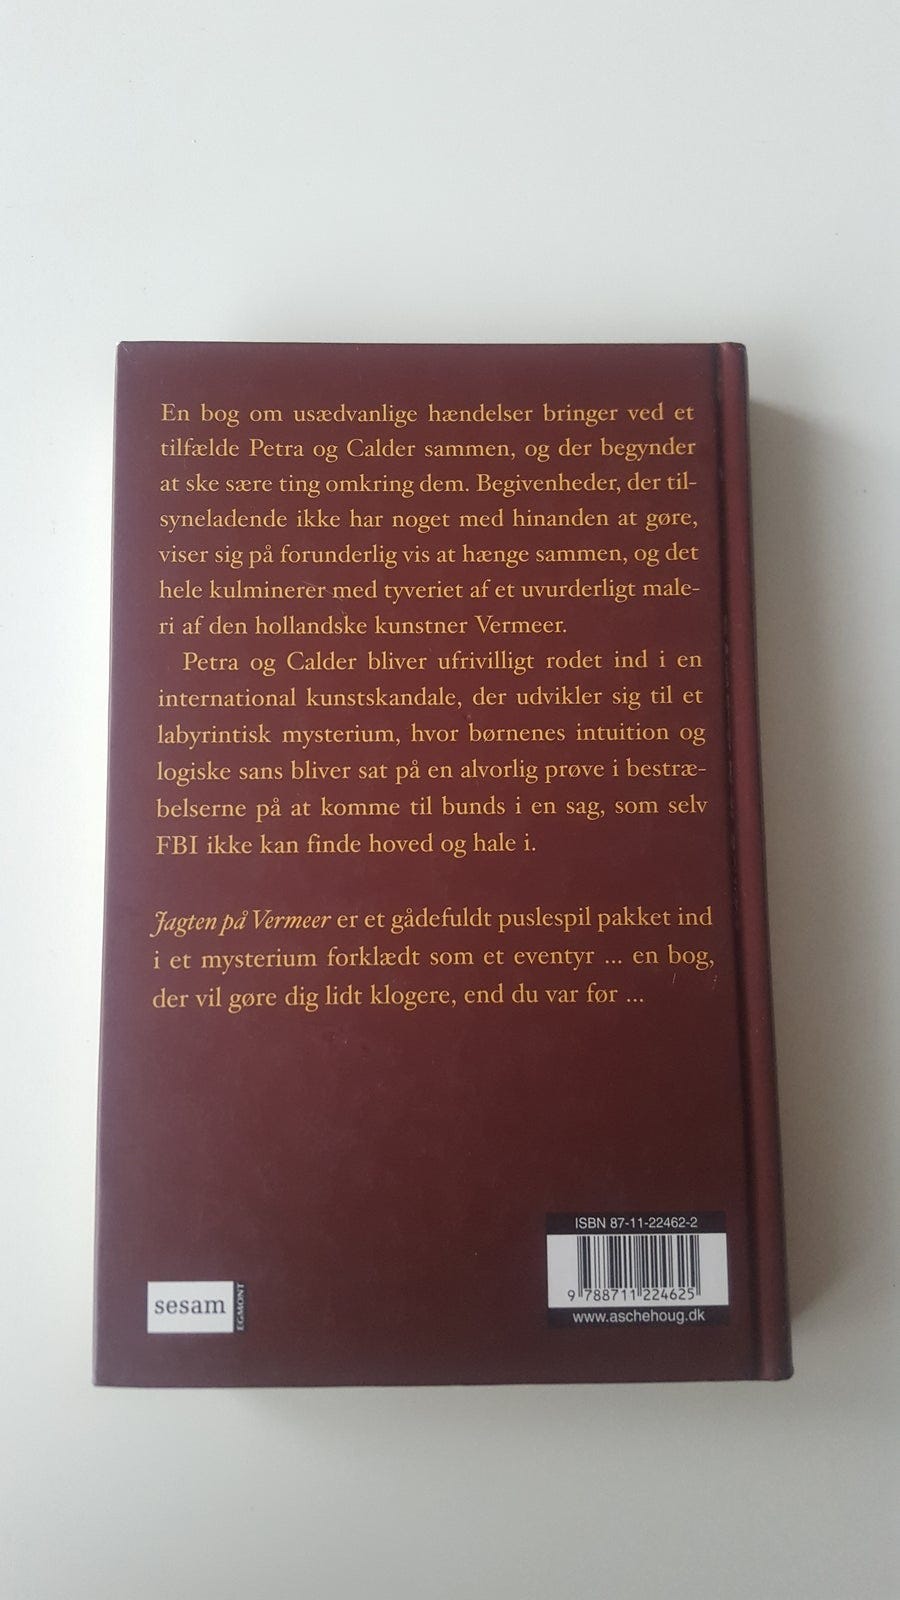 En bog om usædvanlige hændelser bringer ved et
tilfælde Petra og Calder sammen, og der begynder
at ske sære ting omkring dem. Begivenheder, der til-
syneladende ikke har noget med hinanden at gøre,
viser sig på forunderlig vis at hænge sammen, og det
hele kulminerer med tyveriet af et uvurderligt male-
ri af den hollandske kunstner Vermeer.
Petra og Calder bliver ufrivilligt rodet ind i en
international kunstskandale, der udvikler sig til et
labyrintisk mysterium, hvor børnenes intuition og
logiske sans bliver sat på en alvorlig prøve i bestræ-
belserne på at komme til bunds i en sag, som selv
FBI ikke kan finde hoved og hale i.
Jagten på Vermeer er et gådefuldt puslespil pakket ind
i et mysterium forklædt som et eventyr ... en bog,
der vil gøre dig lidt klogere, end du var før ...
ISBN 87-11-22462-2
9 788711 224625
www.aschehoug.dk
sesam
EGMONT